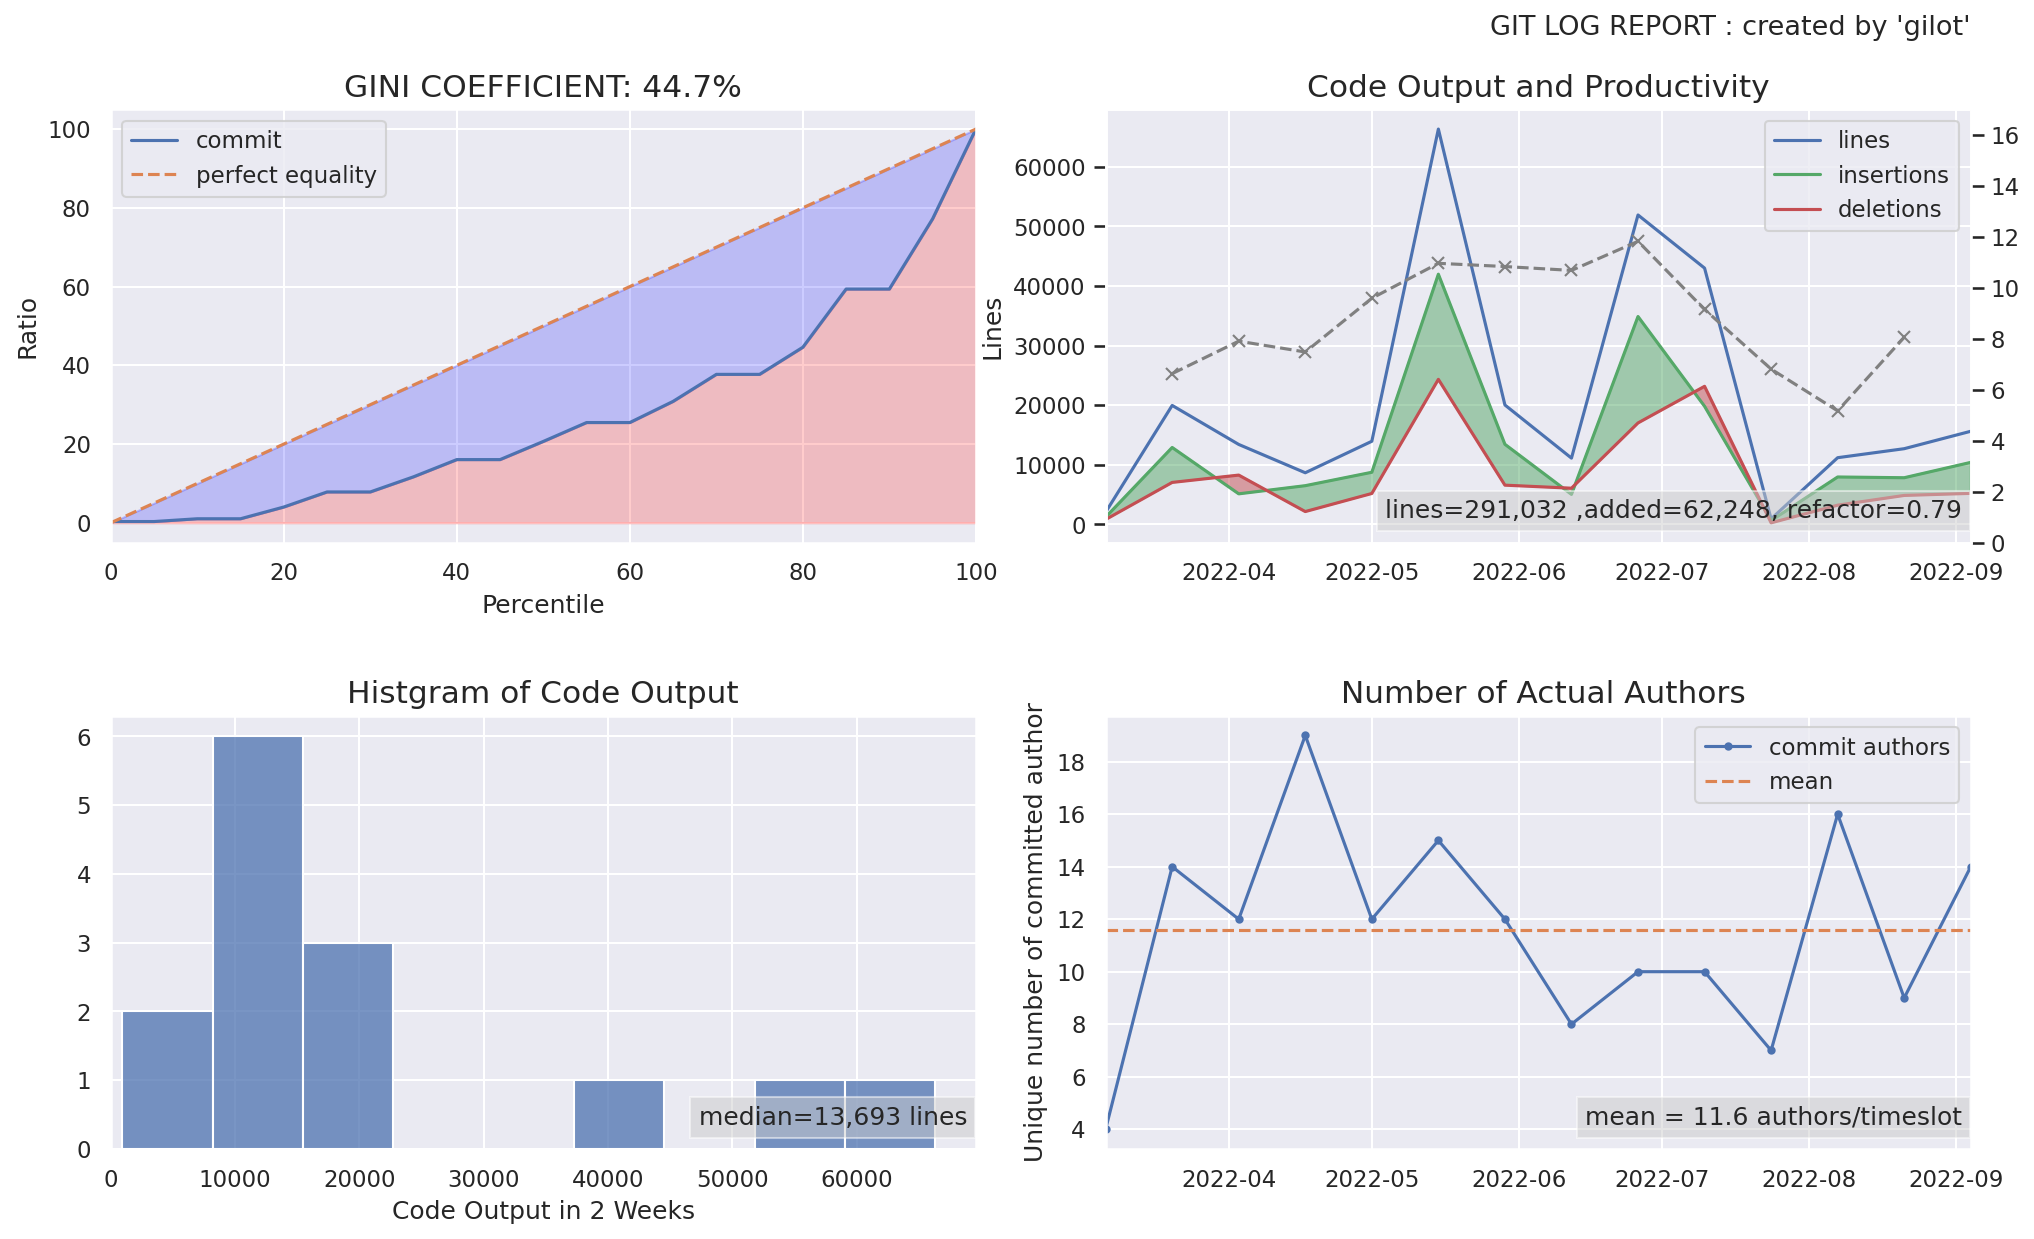 GIT LOG REPORT : created by 'gilot'
GINI COEFFICIENT: 44.7%
commit
perfect equality
100
80
60
40
20
0
Ratio
0 20 40 60 80 100
Percentile
Code Output and Productivity
lines
insertions
deletions
60000
50000
40000
30000
20000
10000
0
Lines
16
14
12
10
8
6
4
2
0
lines=291,032 ,added=62,248, refactor=0.79
2022-04 2022-05 2022-06 2022-07 2022-08 2022-09
Histgram of Code Output
6
5
4
3
2
1
0
median=13,693 lines
0 10000 20000 30000 40000 50000 60000
Code Output in 2 Weeks
Number of Actual Authors
commit authors
mean
Unique number of committed author
18
16
14
12
10
8
6
4
mean = 11.6 authors/timeslot
2022-04 2022-05 2022-06 2022-07 2022-08 2022-09